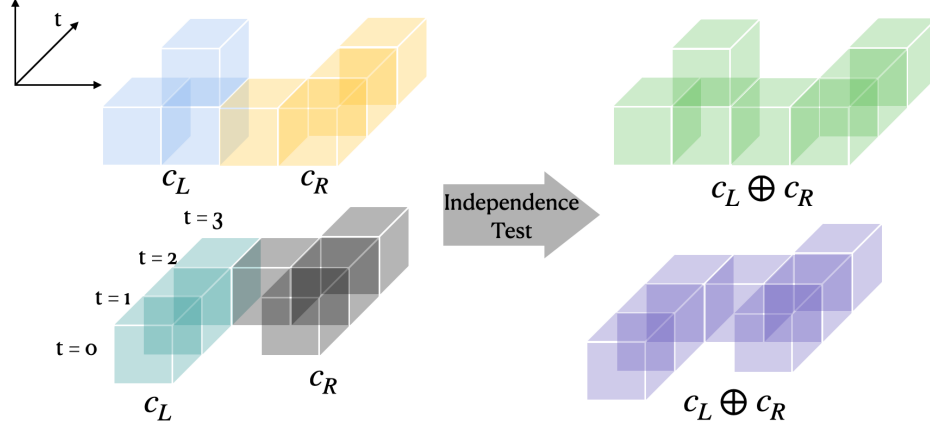 t
c_L
c_R
Independence
Test
c_L ⊕ c_R
t = 3
t = 2
t = 1
t = 0
c_L
c_R
c_L ⊕ c_R